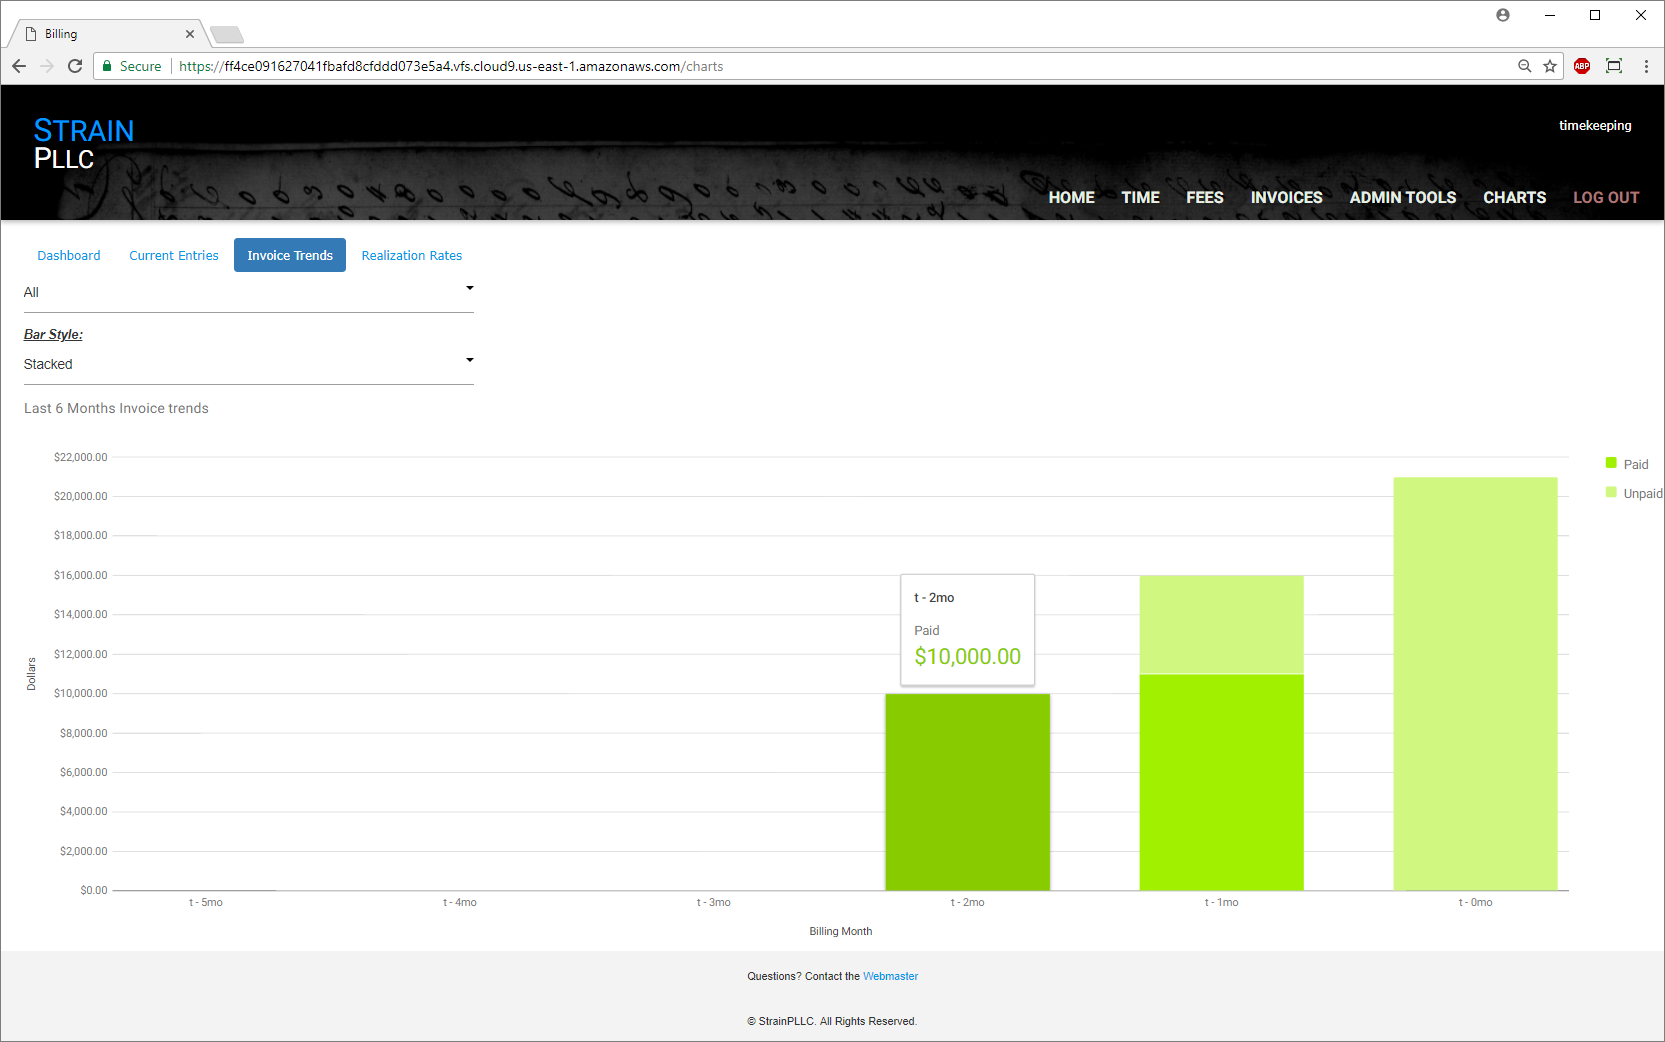 Billing
Secure
https://ff4ce091627041fbafd8cfddd073e5a4.vfs.cloud9.us-east-1.amazonaws.com/charts
ABP
STRAIN
PLLC
timekeeping
HOME TIME FEES INVOICES ADMIN TOOLS CHARTS LOG OUT
Dashboard Current Entries Invoice Trends Realization Rates
All
Bar Style:
Stacked
Last 6 Months Invoice trends
$22,000.00
$20,000.00
$18,000.00
$16,000.00
$14,000.00
$12,000.00
$10,000.00
$8,000.00
$6,000.00
$4,000.00
$2,000.00
$0.00
Dollars
t - 2mo
Paid
$10,000.00
Paid
Unpaid
t - 5mo t - 4mo t - 3mo t - 2mo t - 1mo t - 0mo
Billing Month
Questions? Contact the Webmaster
© StrainPLLC. All Rights Reserved.